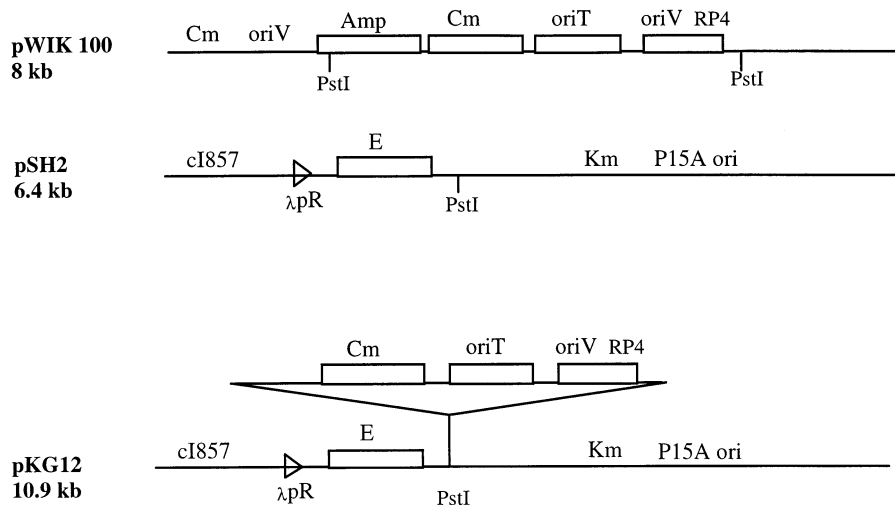 Cm oriV Amp Cm oriT oriV RP4
pWIK 100
8 kb
PstI PstI
E
pSH2 cI857 Km P15A ori
6.4 kb
λpR PstI
Cm oriT oriV RP4
E
pKG12 cI857 Km P15A ori
10.9 kb
λpR PstI